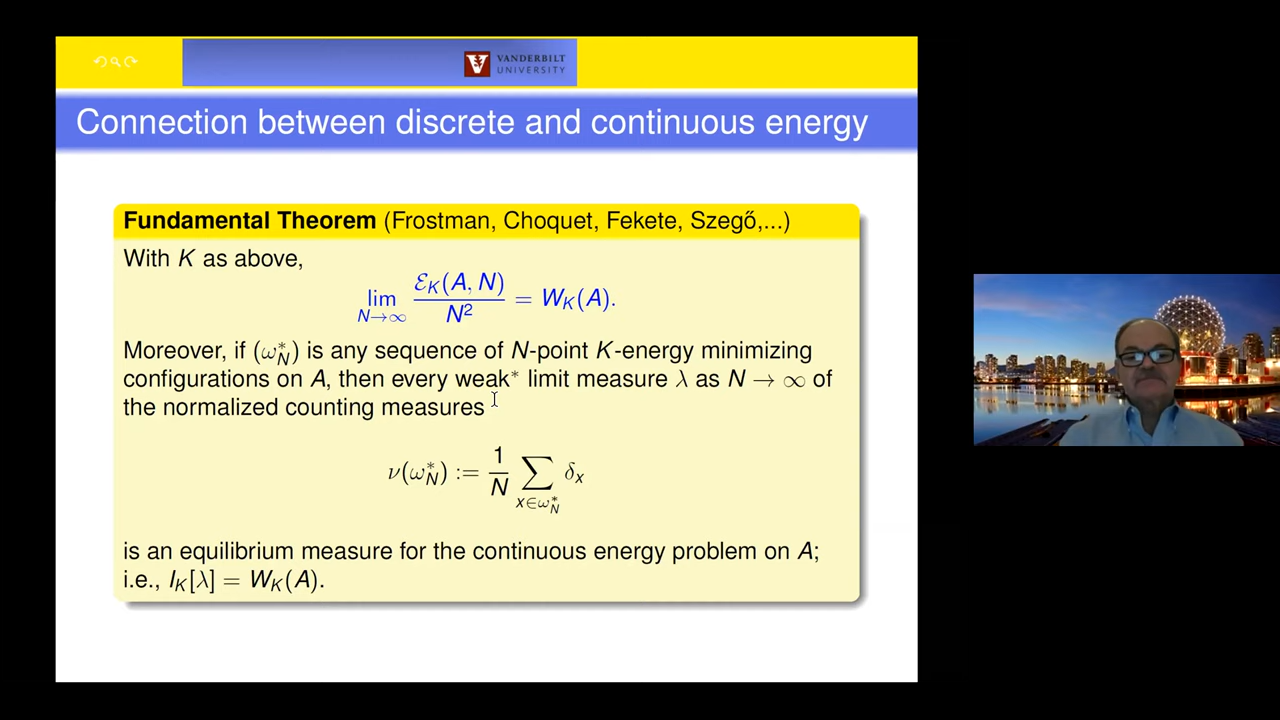 VANDERBILT
UNIVERSITY
Connection between discrete and continuous energy
Fundamental Theorem (Frostman, Choquet, Fekete, Szegő,...)
With K as above,
lim_{N→∞} ℰ_K(A, N) / N² = W_K(A).
Moreover, if (ω*_N) is any sequence of N-point K-energy minimizing
configurations on A, then every weak* limit measure λ as N → ∞ of
the normalized counting measures
ν(ω*_N) := 1/N ∑_{x∈ω*_N} δ_x
is an equilibrium measure for the continuous energy problem on A;
i.e., I_K[λ] = W_K(A).